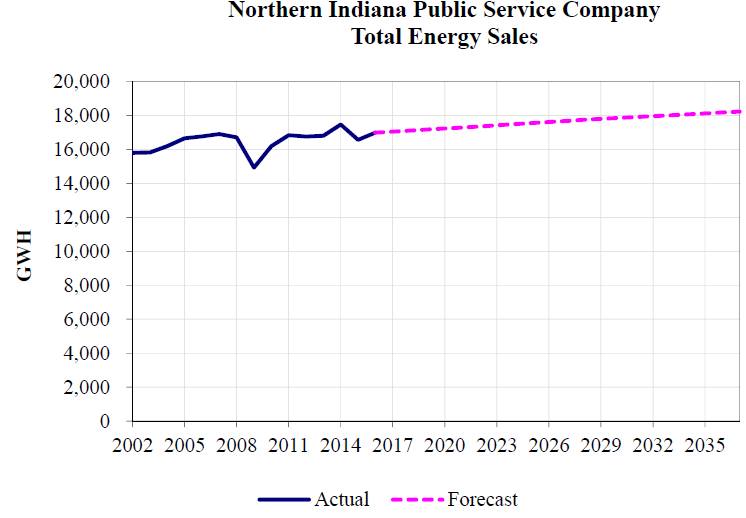 Northern Indiana Public Service Company
Total Energy Sales
20,000
18,000
16,000
14,000
12,000
10,000
8,000
6,000
4,000
2,000
0
GWH
2002 2005 2008 2011 2014 2017 2020 2023 2026 2029 2032 2035
Actual Forecast